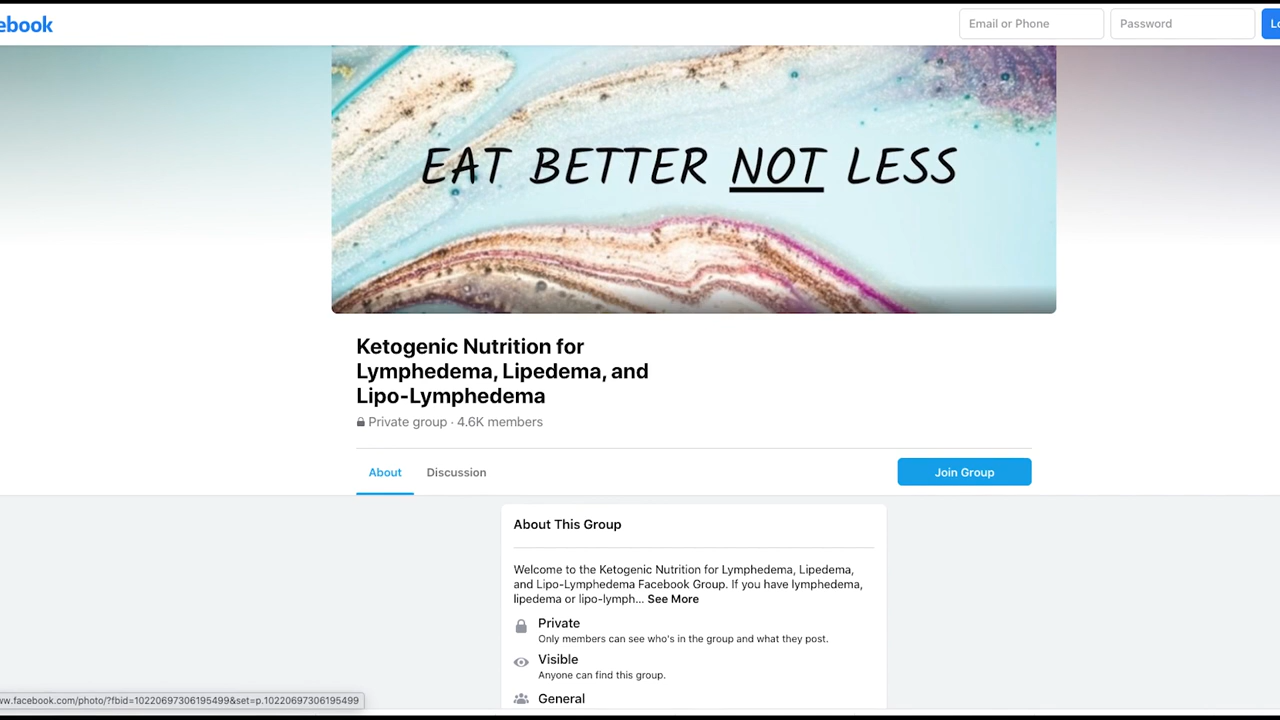 ebook
Email or Phone
Password
EAT BETTER NOT LESS
Ketogenic Nutrition for
Lymphedema, Lipedema, and
Lipo-Lymphedema
Private group · 4.6K members
About
Discussion
Join Group
About This Group
Welcome to the Ketogenic Nutrition for Lymphedema, Lipedema,
and Lipo-Lymphedema Facebook Group. If you have lymphedema,
lipedema or lipo-lymph... See More
Private
Only members can see who's in the group and what they post.
Visible
Anyone can find this group.
General
ww.facebook.com/photo/?fbid=10220697306195499&set=p.10220697306195499